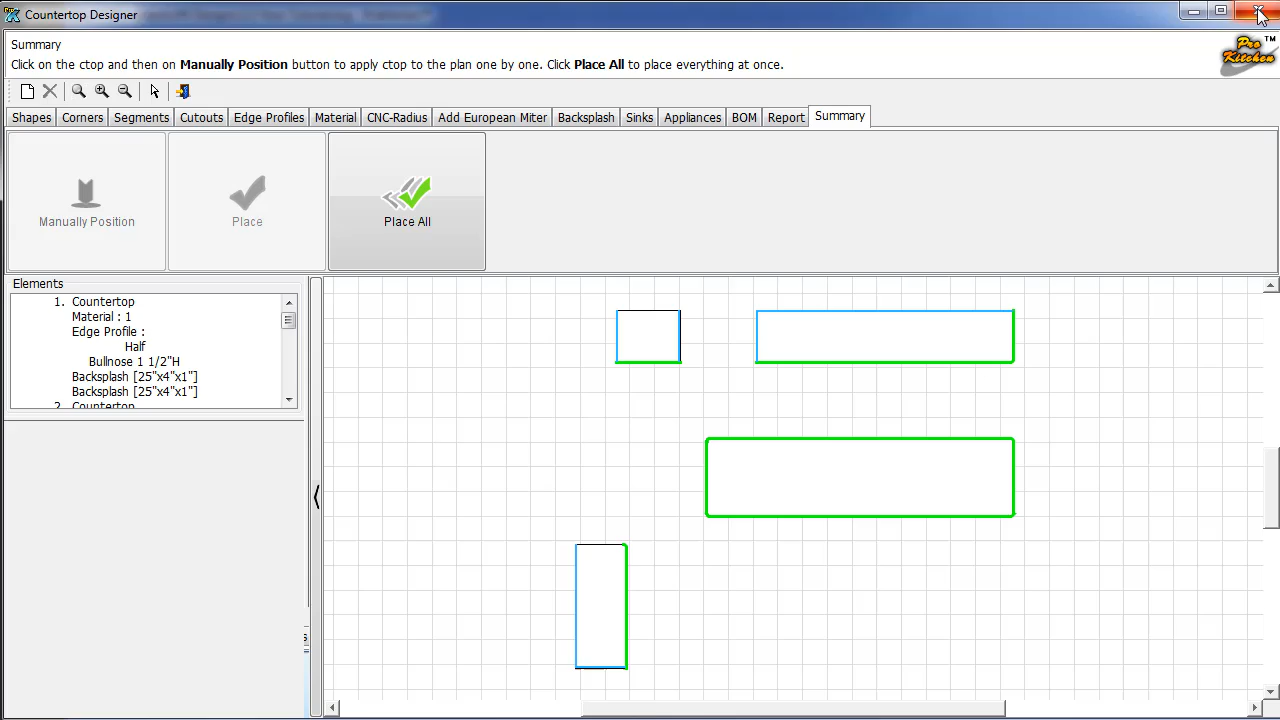 Countertop Designer
Summary
Click on the ctop and then on Manually Position button to apply ctop to the plan one by one. Click Place All to place everything at once.
Pro Kitchen™
Shapes Corners Segments Cutouts Edge Profiles Material CNC-Radius Add European Miter Backsplash Sinks Appliances BOM Report Summary
Manually Position Place Place All
Elements
1. Countertop
Material : 1
Edge Profile :
Half
Bullnose 1 1/2"H
Backsplash [25"x4"x1"]
Backsplash [25"x4"x1"]
2. Countertop